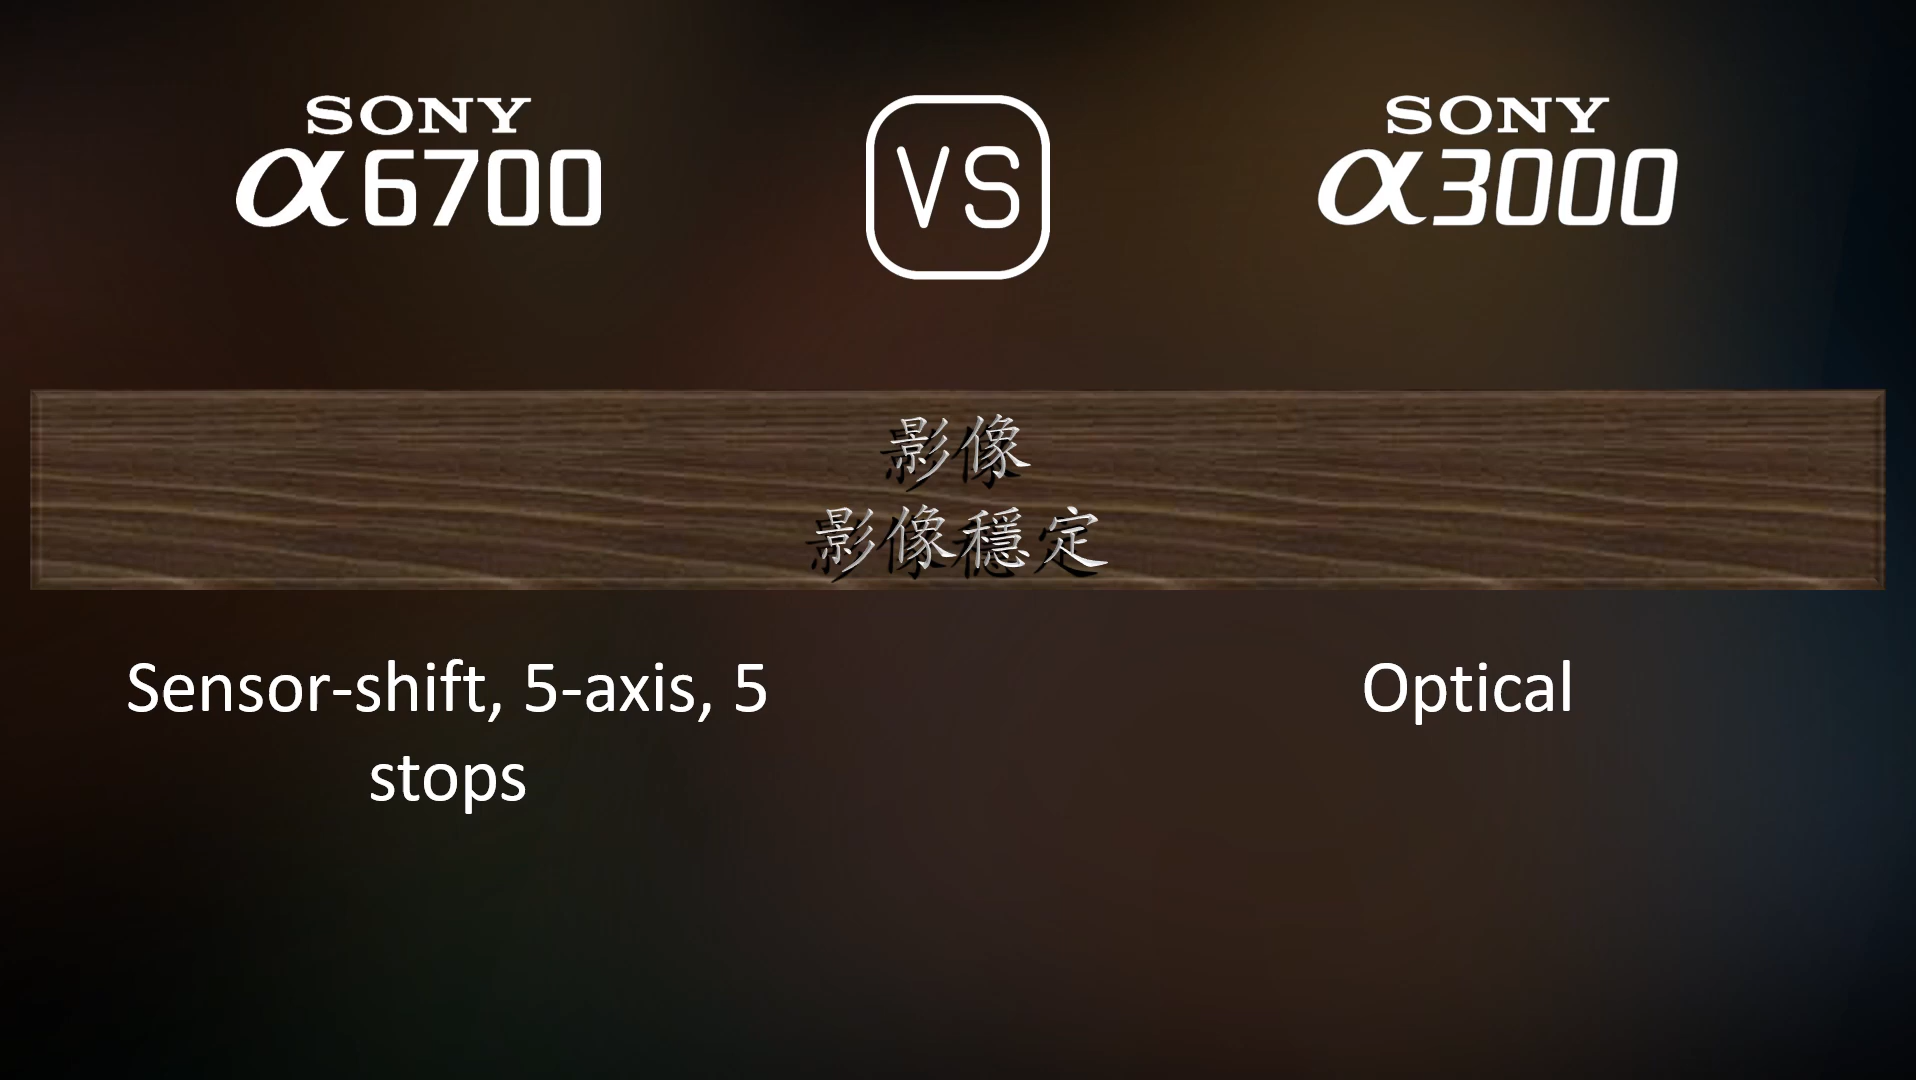 SONY
α6700
VS
SONY
α3000
影像
影像穩定
Sensor-shift, 5-axis, 5
stops
Optical